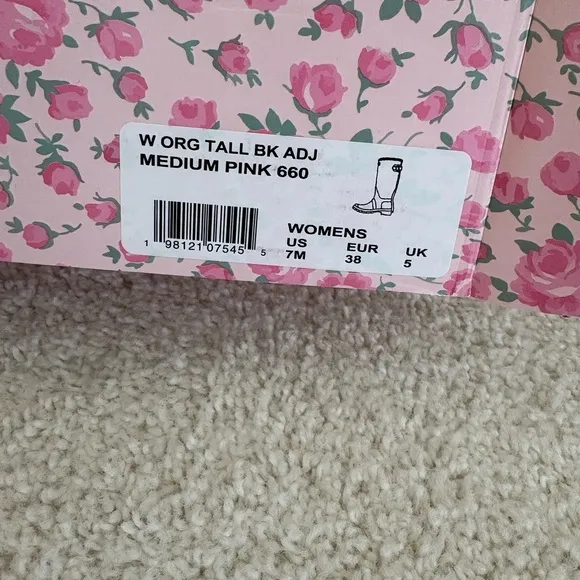 W ORG TALL BK ADJ
MEDIUM PINK 660
WOMENS
US EUR UK
7M 38 5
1 98121 07545 5